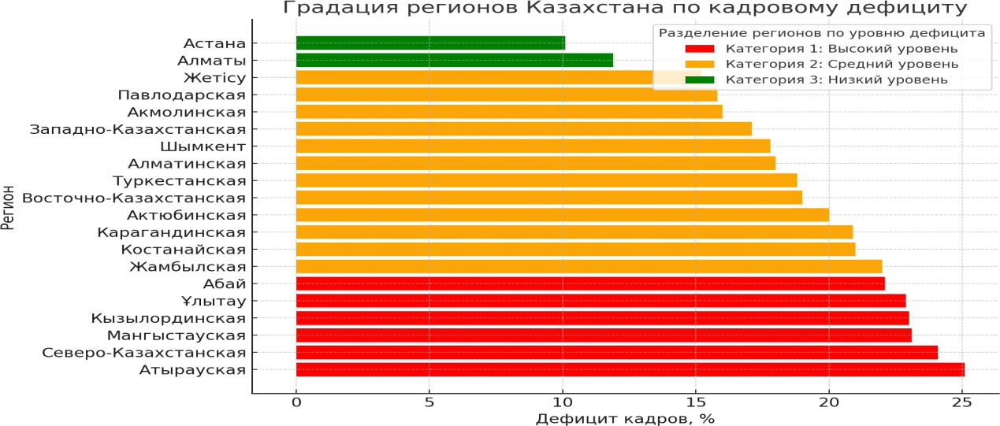 Градация регионов Казахстана по кадровому дефициту
Разделение регионов по уровню дефицита
Категория 1: Высокий уровень
Категория 2: Средний уровень
Категория 3: Низкий уровень
Регион
Астана
Алматы
Жетісу
Павлодарская
Акмолинская
Западно-Казахстанская
Шымкент
Алматинская
Туркестанская
Восточно-Казахстанская
Актюбинская
Карагандинская
Костанайская
Жамбылская
Абай
Ұлытау
Кызылординская
Мангыстауская
Северо-Казахстанская
Атырауская
0 5 10 15 20 25
Дефицит кадров, %